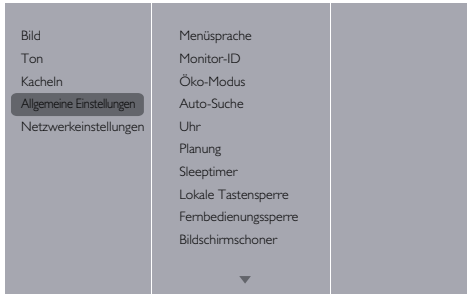 Bild
Ton
Kacheln
Allgemeine Einstellungen
Netzwerkeinstellungen
Menüsprache
Monitor-ID
Öko-Modus
Auto-Suche
Uhr
Planung
Sleeptimer
Lokale Tastensperre
Fernbedienungssperre
Bildschirmschoner